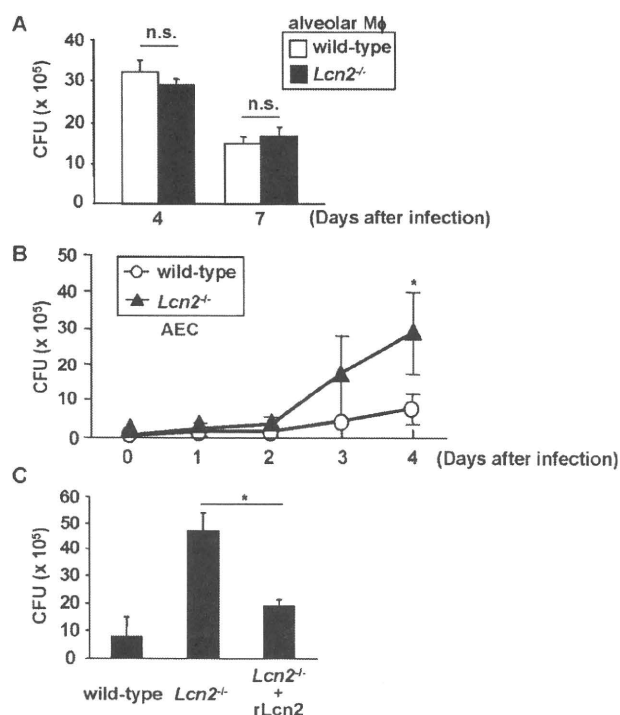 A
alveolar Mϕ
wild-type
Lcn2-/-
n.s.
n.s.
CFU (x 10⁵)
40
30
20
10
0
4
7
(Days after infection)
B
wild-type
Lcn2-/-
AEC
*
CFU (x 10⁵)
50
40
30
20
10
0
0
1
2
3
4
(Days after infection)
C
*
CFU (x 10⁵)
60
50
40
30
20
10
0
wild-type
Lcn2-/-
Lcn2-/-
+
rLcn2